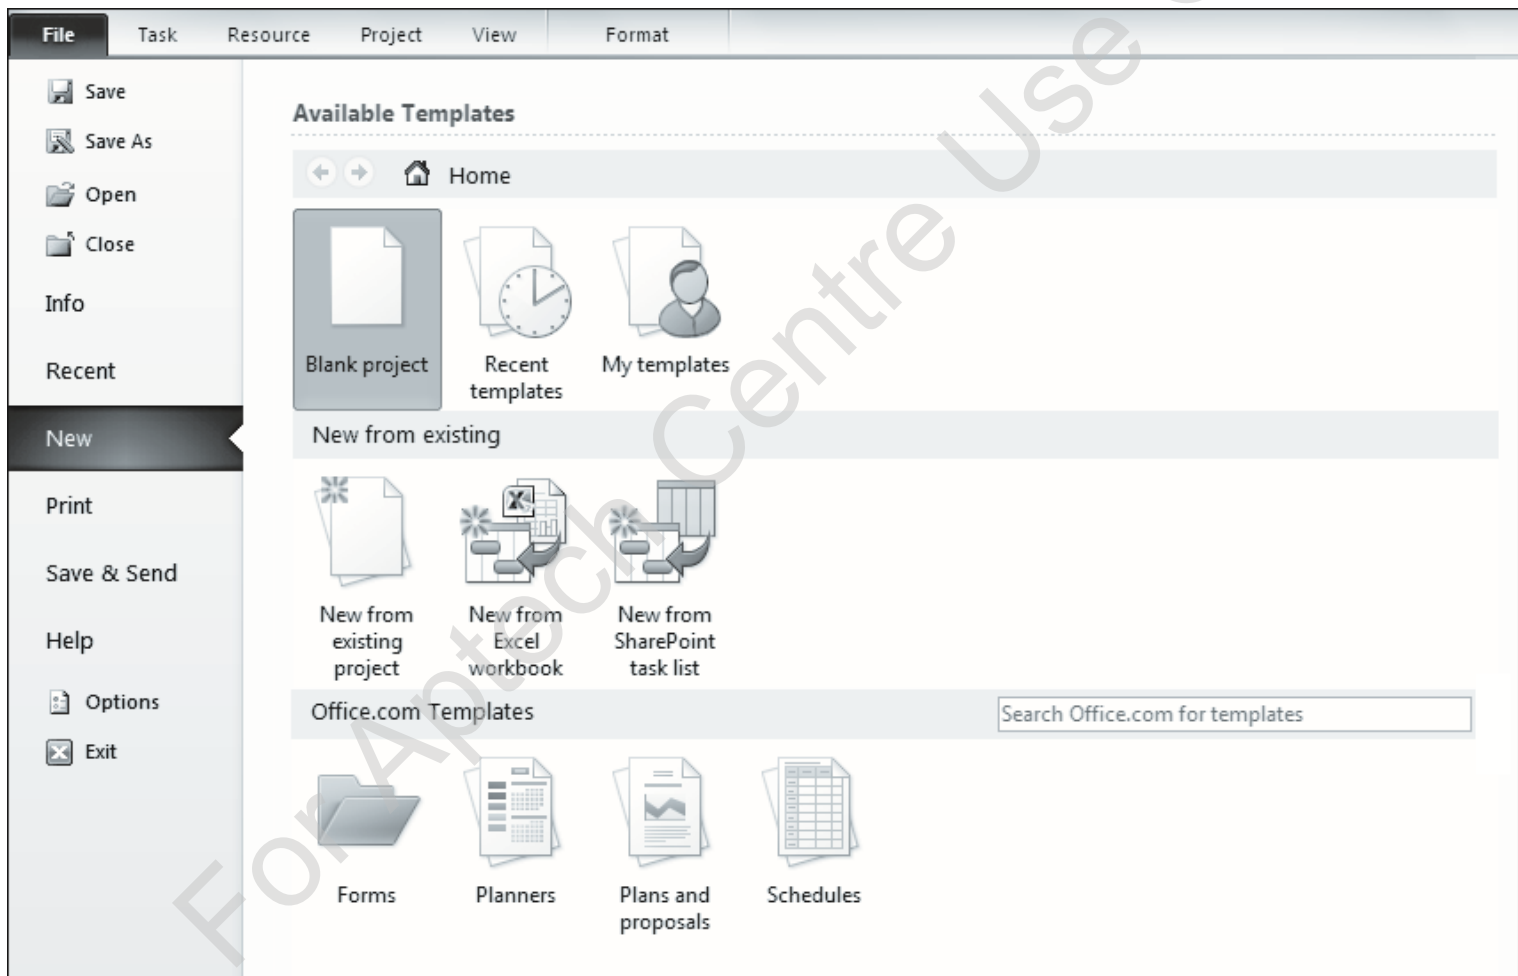 File Task Resource Project View Format
Save
Save As
Open
Close
Info
Recent
New
Print
Save & Send
Help
Options
Exit
Available Templates
Home
Blank project
Recent
templates
My templates
New from existing
New from
existing
project
New from
Excel
workbook
New from
SharePoint
task list
Office.com Templates
Search Office.com for templates
Forms
Planners
Plans and
proposals
Schedules
For Aptech Centre Use